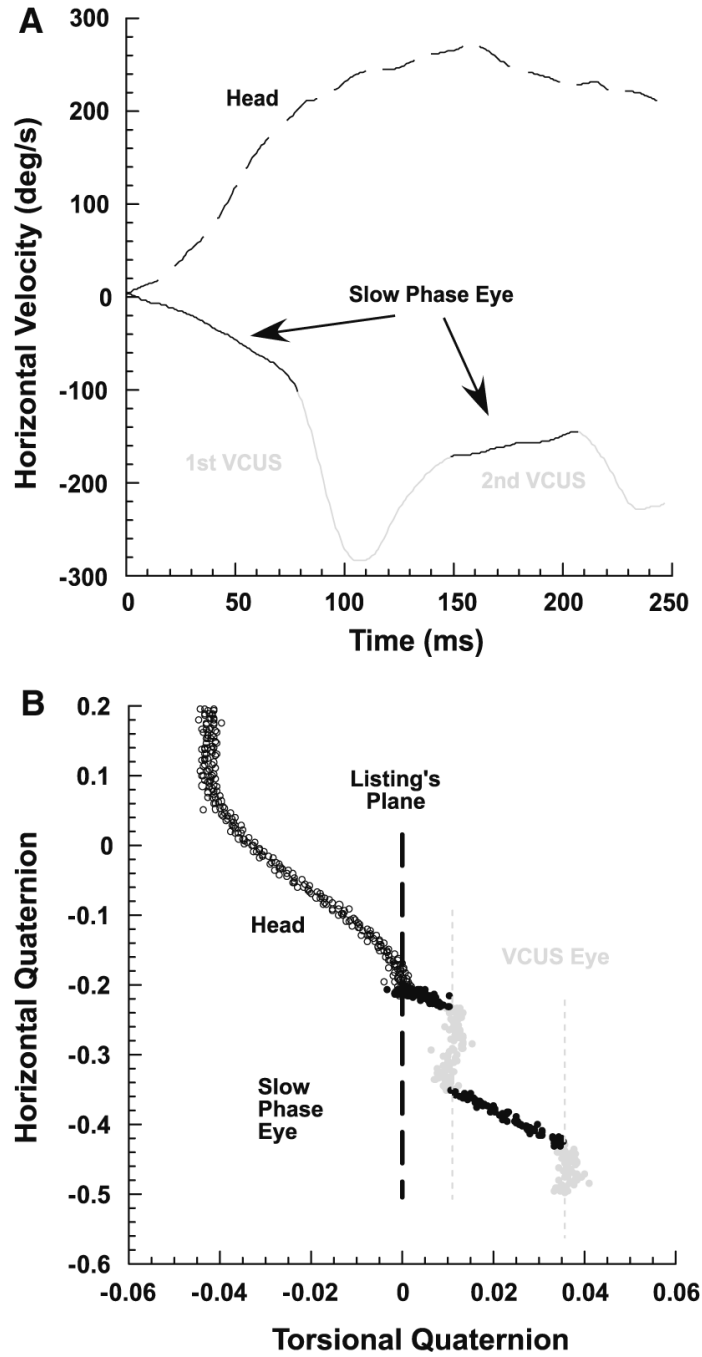 A
300
200
100
0
-100
-200
-300
Horizontal Velocity (deg/s)
Head
Slow Phase Eye
1st VCUS
2nd VCUS
0
50
100
150
200
250
Time (ms)
B
0.2
0.1
0
-0.1
-0.2
-0.3
-0.4
-0.5
-0.6
Horizontal Quaternion
Listing's
Plane
Head
VCUS Eye
Slow
Phase
Eye
-0.06
-0.04
-0.02
0
0.02
0.04
0.06
Torsional Quaternion